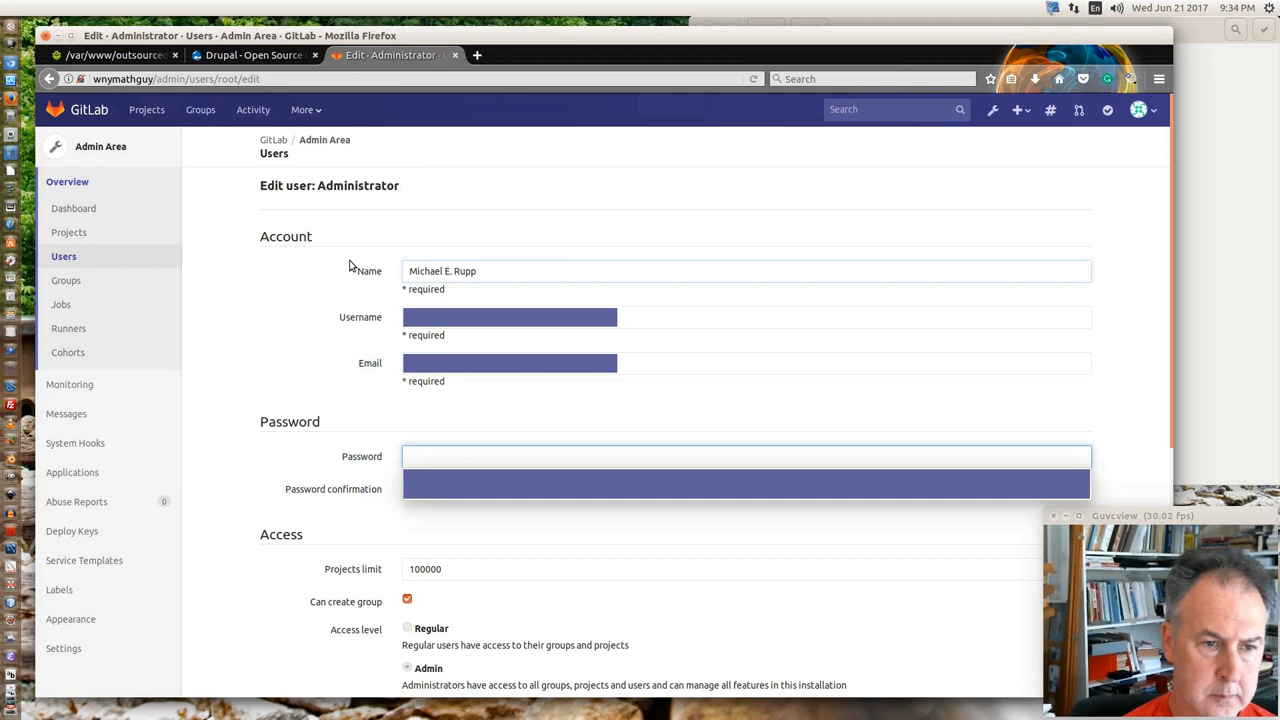 En
Wed Jun 21 2017
9:34 PM
Edit · Administrator · Users · Admin Area · GitLab - Mozilla Firefox
/var/www/outsourced
Drupal - Open Source
Edit · Administrator ·
wnymathguy/admin/users/root/edit
Search
GitLab
Projects
Groups
Activity
More
Search
Admin Area
GitLab / Admin Area
Users
Overview
Dashboard
Projects
Users
Groups
Jobs
Runners
Cohorts
Monitoring
Messages
System Hooks
Applications
Abuse Reports 0
Deploy Keys
Service Templates
Labels
Appearance
Settings
Edit user: Administrator
Account
Name
Michael E. Rupp
* required
Username
* required
Email
* required
Password
Password
Password confirmation
Access
Projects limit
100000
Can create group
Access level
Regular
Regular users have access to their groups and projects
Admin
Administrators have access to all groups, projects and users and can manage all features in this installation
Guvcview (30.02 fps)